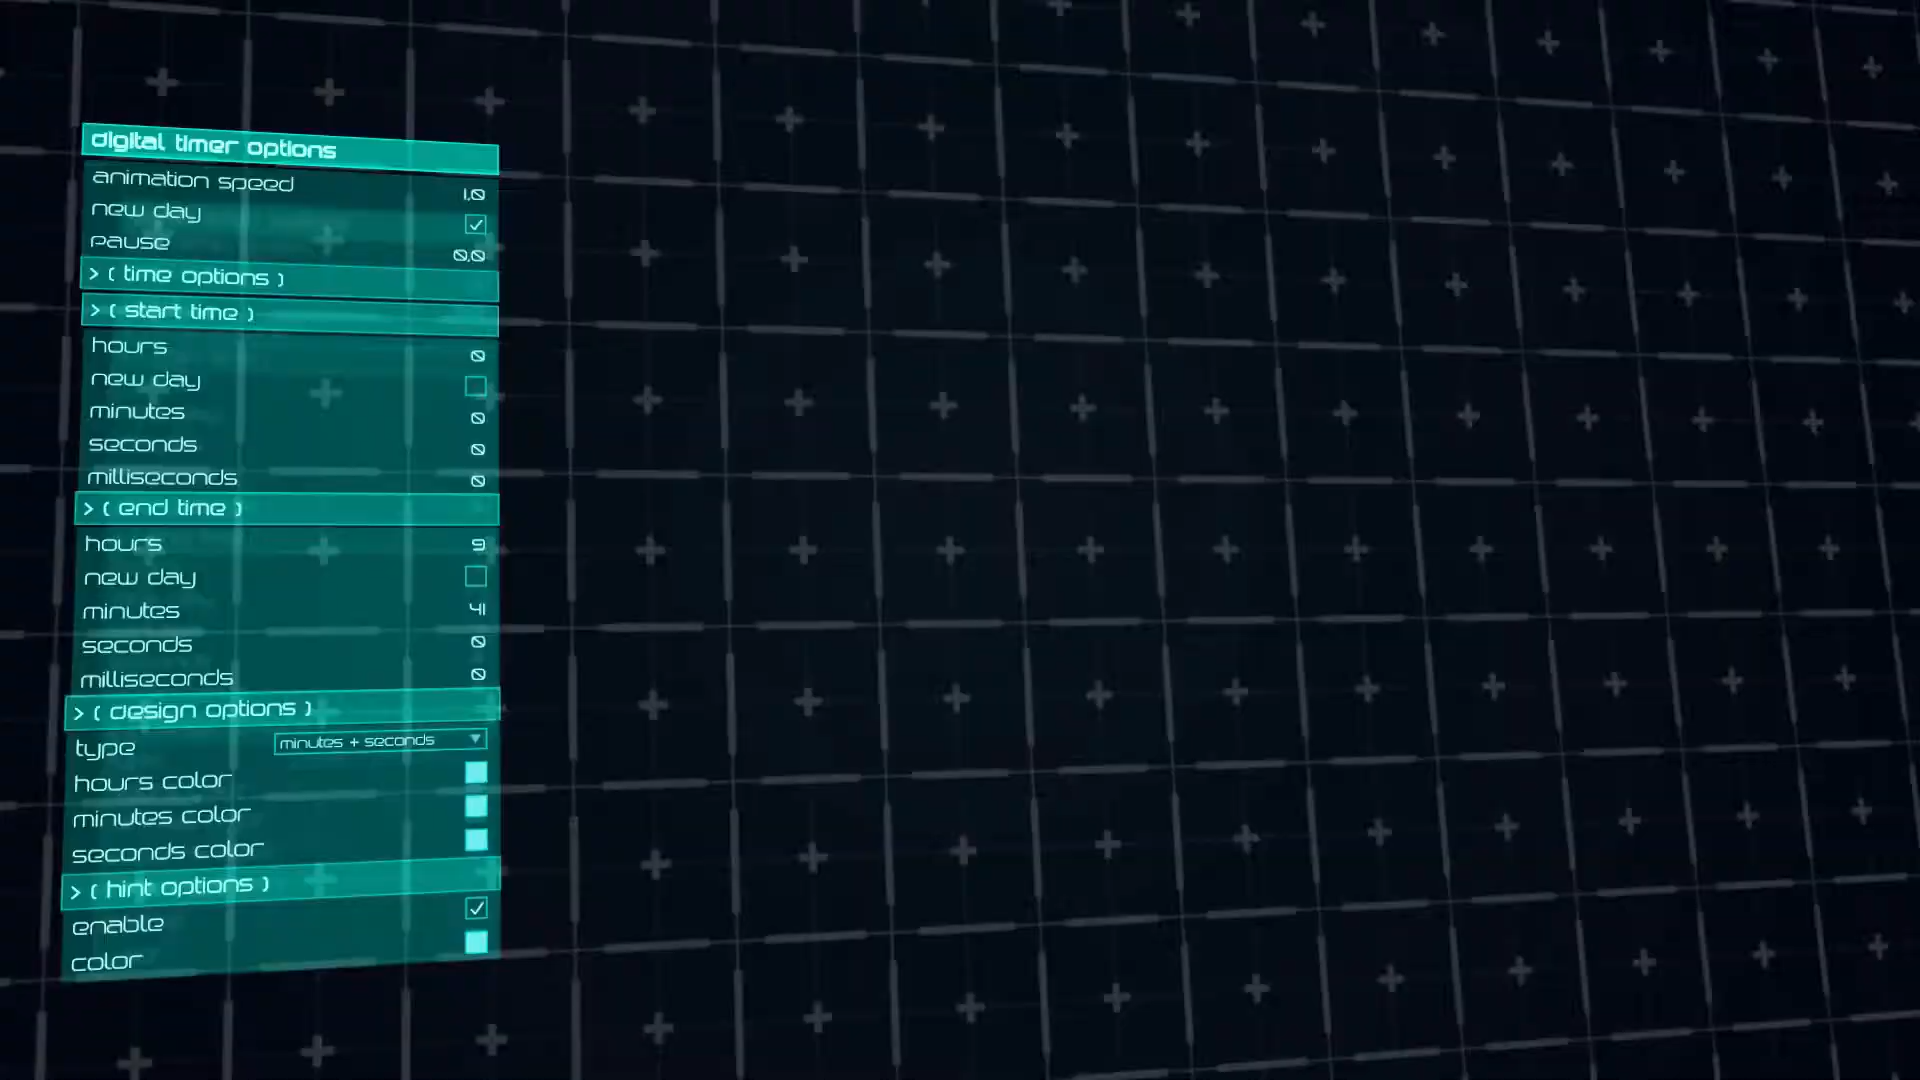 digital timer options
animation speed 1,0
new day
pause 0,0
> ( time options )
> ( start time )
hours 0
new day
minutes 0
seconds 0
milliseconds 0
> ( end time )
hours 9
new day
minutes 41
seconds 0
milliseconds 0
> ( design options )
type minutes + seconds
hours color
minutes color
seconds color
> ( hint options )
enable
color